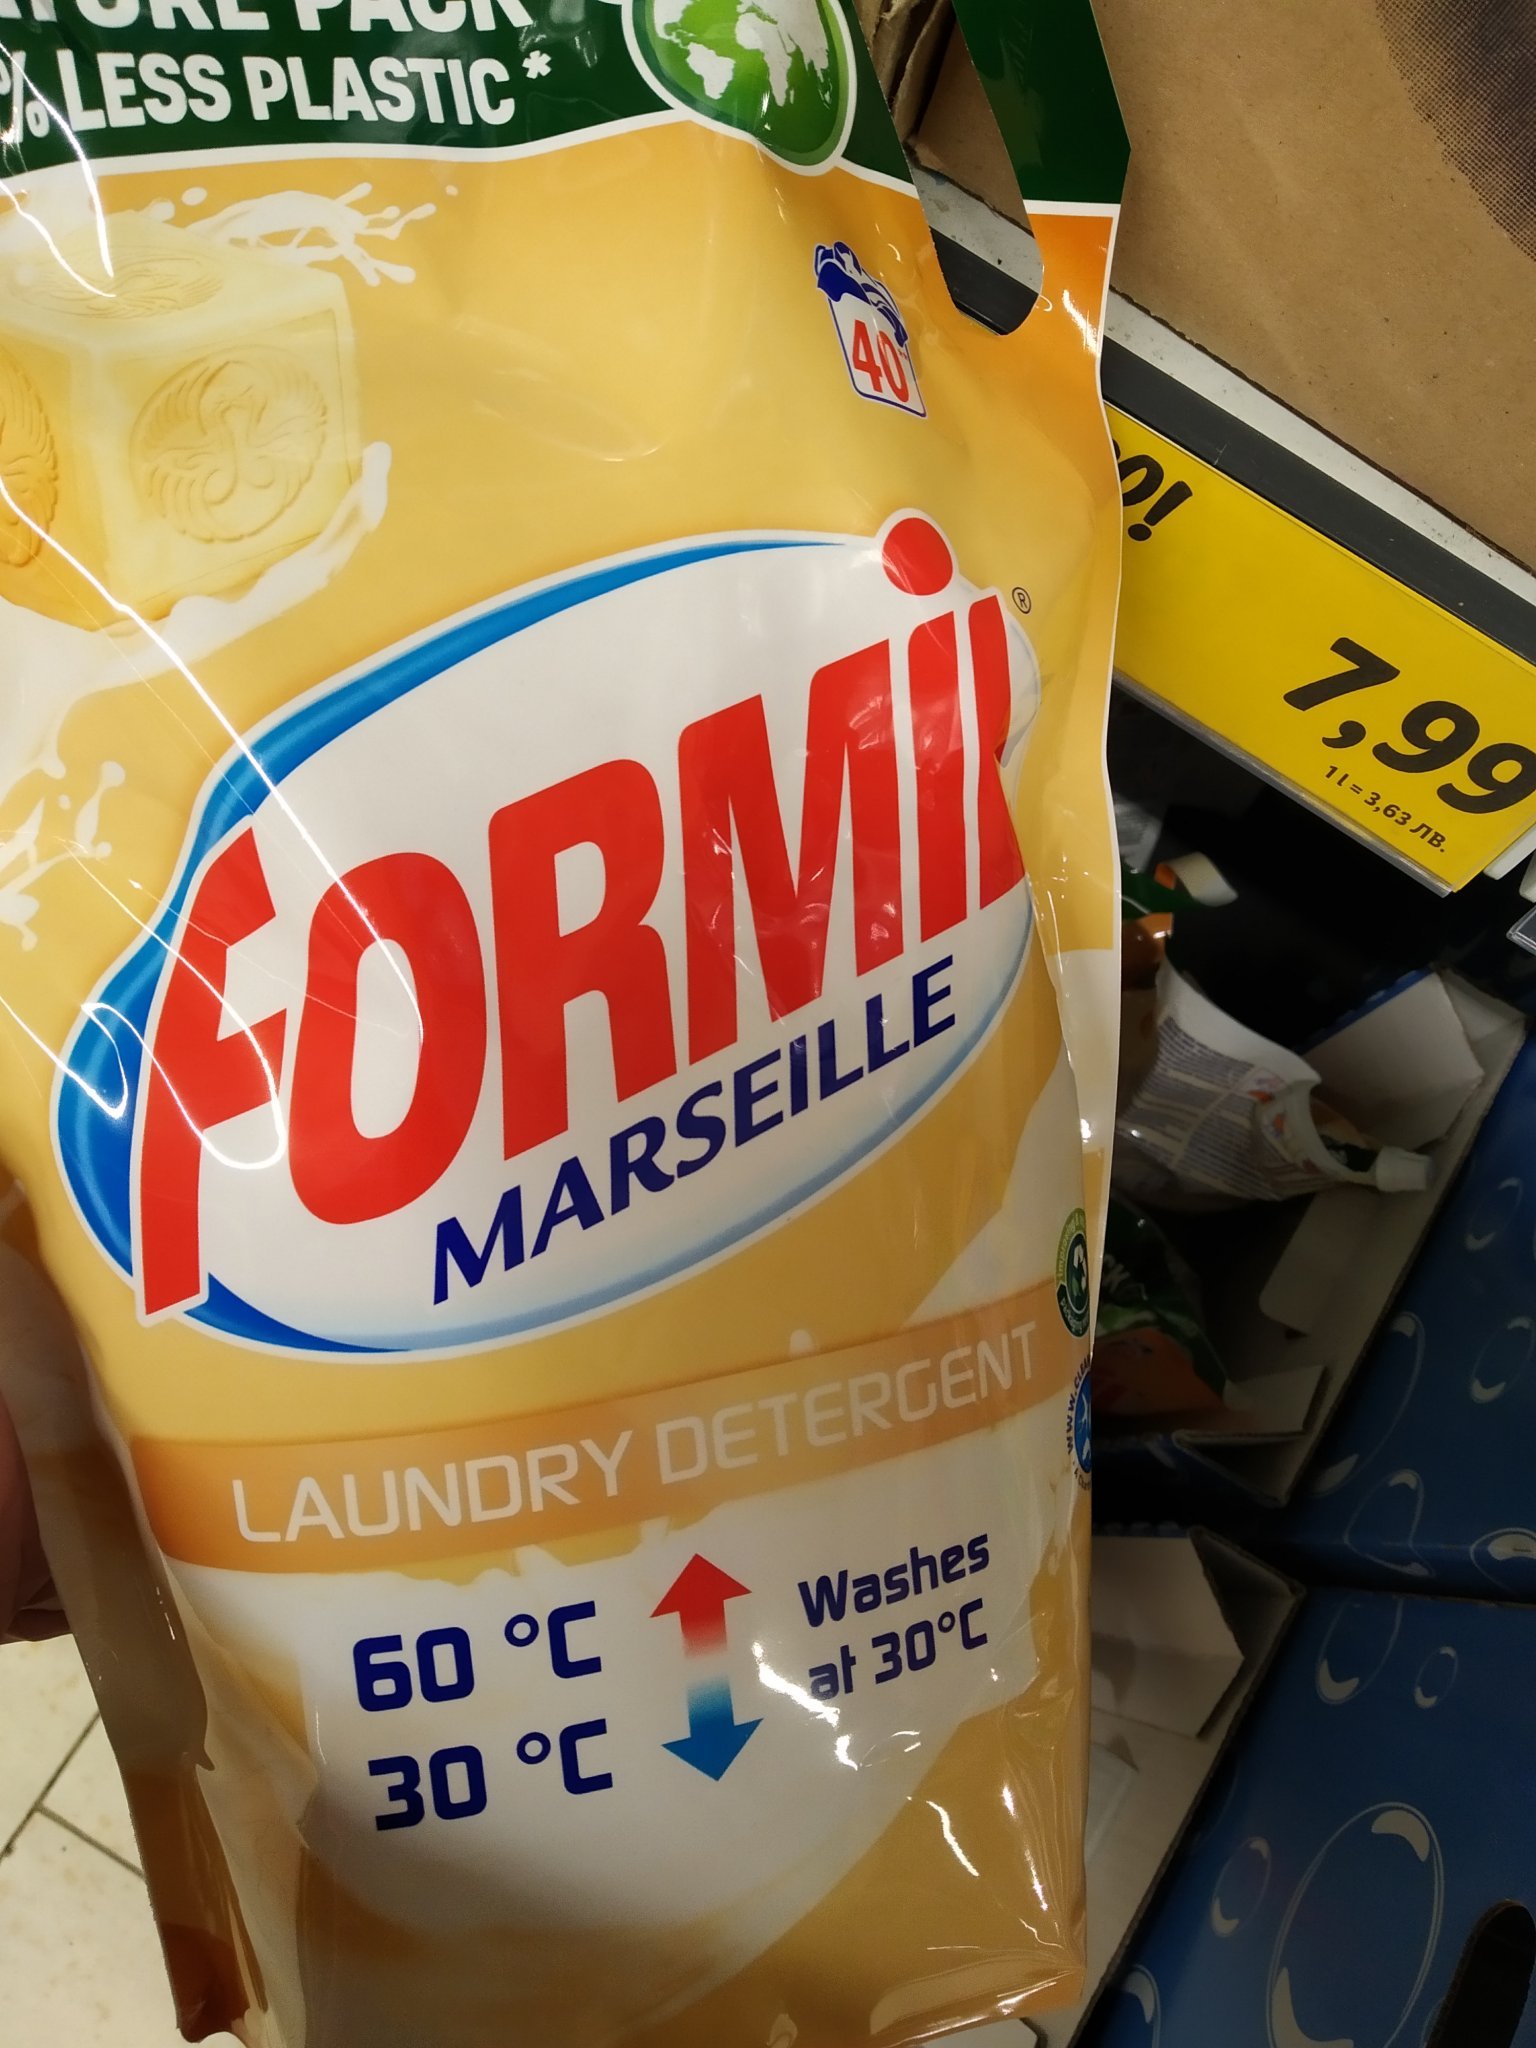 % LESS PLASTIC*
40
FORMIL®
MARSEILLE
LAUNDRY DETERGENT
60 °C
30 °C
Washes
at 30°C
7,99
1 l = 3,63 ЛВ.